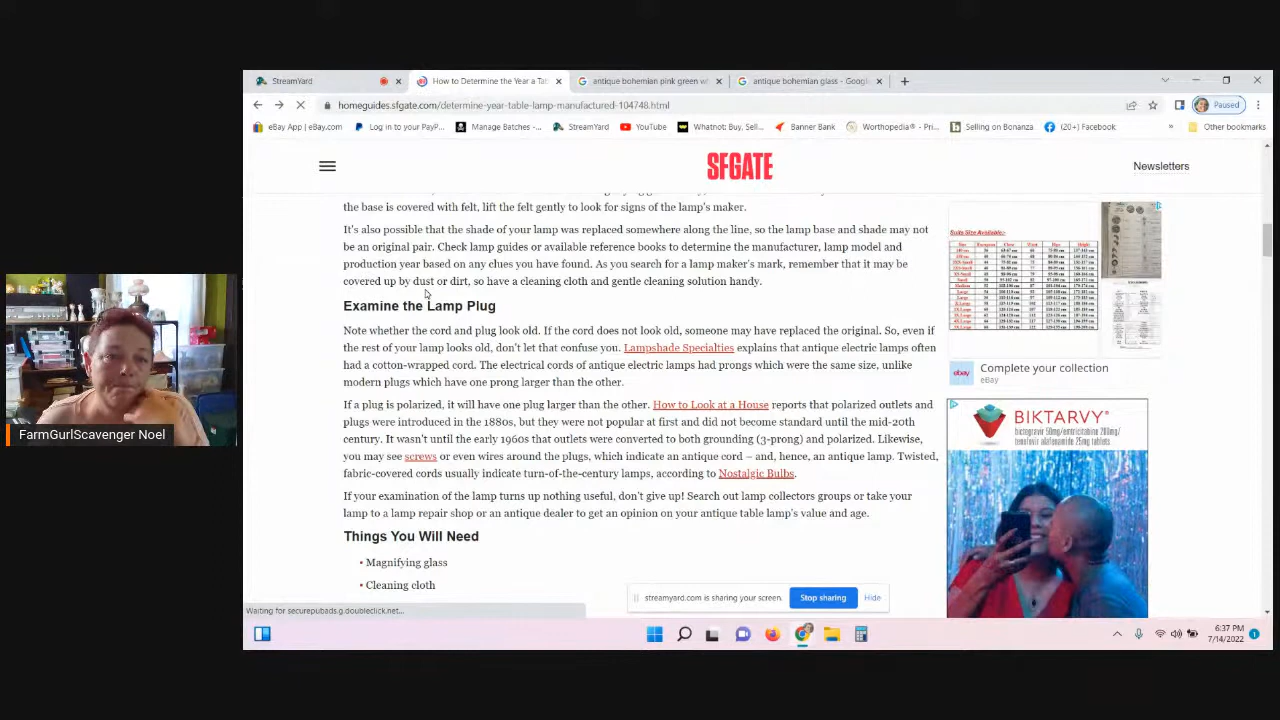 StreamYard
How to Determine the Year a Tab
antique bohemian pink green w
antique bohemian glass - Google
homeguides.sfgate.com/determine-year-table-lamp-manufactured-104748.html
Paused
eBay App | eBay.com
Log in to your PayP...
Manage Batches -...
StreamYard
YouTube
Whatnot: Buy, Sell...
Banner Bank
Worthopedia® - Pri...
Selling on Bonanza
(20+) Facebook
Other bookmarks
SFGATE
Newsletters
the base is covered with felt, lift the felt gently to look for signs of the lamp's maker.
It's also possible that the shade of your lamp was replaced somewhere along the line, so the lamp base and shade may not
be an original pair. Check lamp guides or available reference books to determine the manufacturer, lamp model and
production year based on any clues you have found. As you search for a lamp maker's mark, remember that it may be
covered up by dust or dirt, so have a cleaning cloth and gentle cleaning solution handy.
Examine the Lamp Plug
Note whether the cord and plug look old. If the cord does not look old, someone may have replaced the original. So, even if
the rest of your lamp looks old, don't let that confuse you. Lampshade Specialties explains that antique electric lamps often
had a cotton-wrapped cord. The electrical cords of antique electric lamps had prongs which were the same size, unlike
modern plugs which have one prong larger than the other.
If a plug is polarized, it will have one plug larger than the other. How to Look at a House reports that polarized outlets and
plugs were introduced in the 1880s, but they were not popular at first and did not become standard until the mid-20th
century. It wasn't until the early 1960s that outlets were converted to both grounding (3-prong) and polarized. Likewise,
you may see screws or even wires around the plugs, which indicate an antique cord – and, hence, an antique lamp. Twisted,
fabric-covered cords usually indicate turn-of-the-century lamps, according to Nostalgic Bulbs.
If your examination of the lamp turns up nothing useful, don't give up! Search out lamp collectors groups or take your
lamp to a lamp repair shop or an antique dealer to get an opinion on your antique table lamp's value and age.
Things You Will Need
• Magnifying glass
• Cleaning cloth
ebay
Complete your collection
eBay
BIKTARVY®
bictegravir 50mg/emtricitabine 200mg/
tenofovir alafenamide 25mg tablets
FarmGurlScavenger Noel
streamyard.com is sharing your screen.
Stop sharing
Hide
Waiting for securepubads.g.doubleclick.net...
6:37 PM
7/14/2022